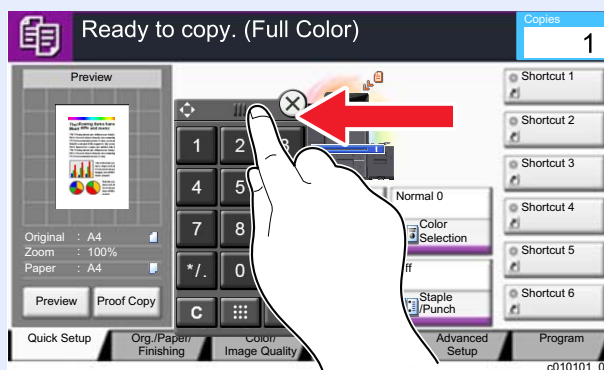 Ready to copy. (Full Color)
Copies
1
Preview
Original : A4
Zoom : 100%
Paper : A4
Preview
Proof Copy
1
2
3
4
5
7
8
*/.
0
C
Normal 0
Color
Selection
ff
Staple
/Punch
Shortcut 1
Shortcut 2
Shortcut 3
Shortcut 4
Shortcut 5
Shortcut 6
Quick Setup
Org./Paper/
Finishing
Color/
Image Quality
Advanced
Setup
Program
c010101_0